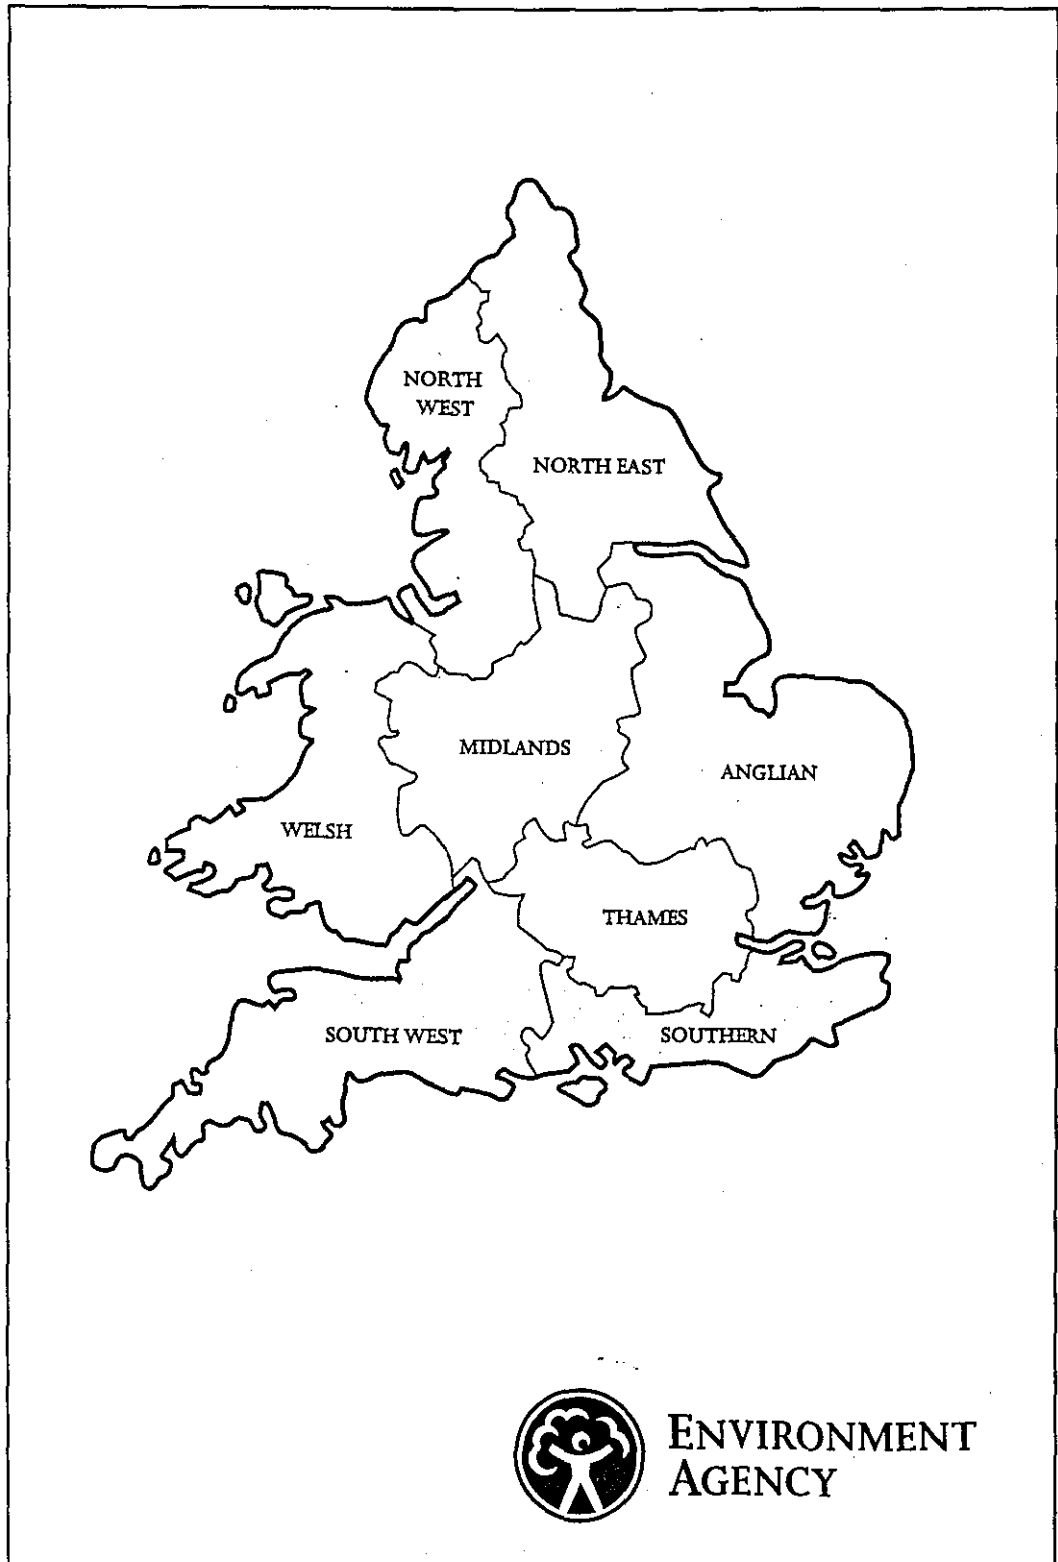 NORTH
WEST
NORTH EAST
MIDLANDS
ANGLIAN
WELSH
THAMES
SOUTH WEST
SOUTHERN
ENVIRONMENT
AGENCY